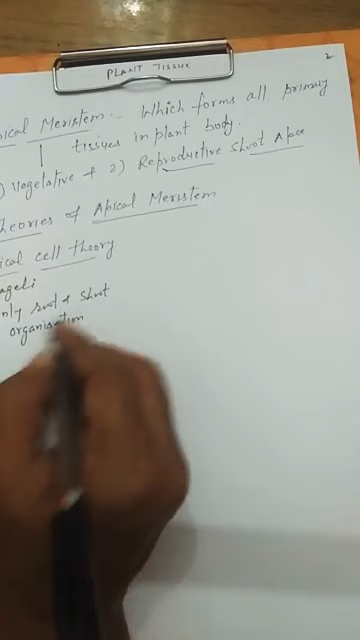 PLANT TISSUE
2
ical Meristem :- Which forms all primary
tissues in plant body.
) Vegetative & 2) Reproductive Shoot Apex
heories of Apical Meristem
ical cell theory
ageli
nly root & Shoot
organisation